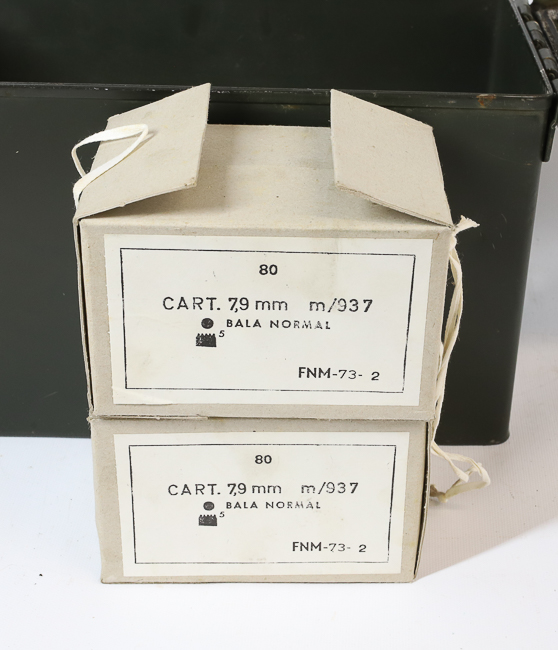 80
CART. 7,9 mm m/937
BALA NORMAL
5
FNM-73- 2
80
CART. 7,9 mm m/937
BALA NORMAL
5
FNM-73- 2